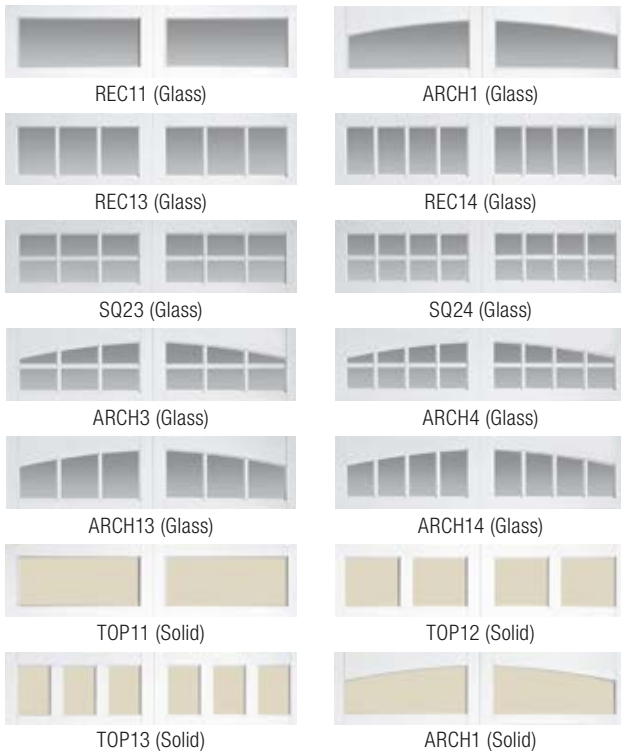 REC11 (Glass)
ARCH1 (Glass)
REC13 (Glass)
REC14 (Glass)
SQ23 (Glass)
SQ24 (Glass)
ARCH3 (Glass)
ARCH4 (Glass)
ARCH13 (Glass)
ARCH14 (Glass)
TOP11 (Solid)
TOP12 (Solid)
TOP13 (Solid)
ARCH1 (Solid)